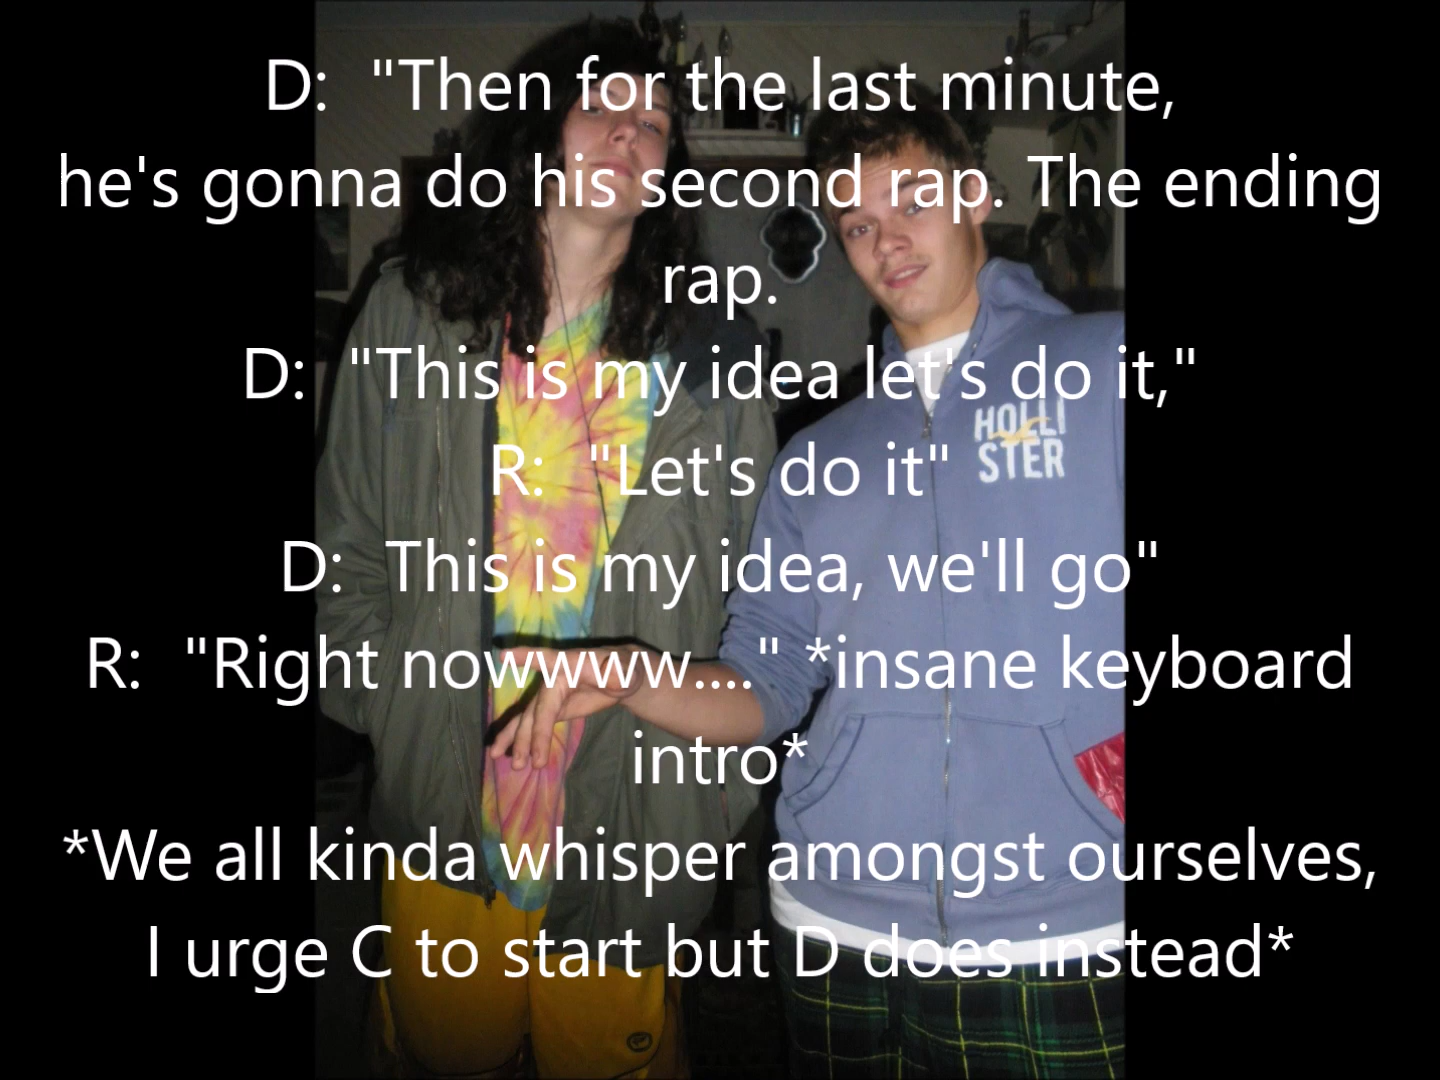 D:  "Then for the last minute,
he's gonna do his second rap. The ending
rap.
D:  "This is my idea let's do it,"
R:  "Let's do it"
D:  This is my idea, we'll go"
R:  "Right nowwww...." *insane keyboard
intro*
*We all kinda whisper amongst ourselves,
I urge C to start but D does instead*
HOLLI
STER